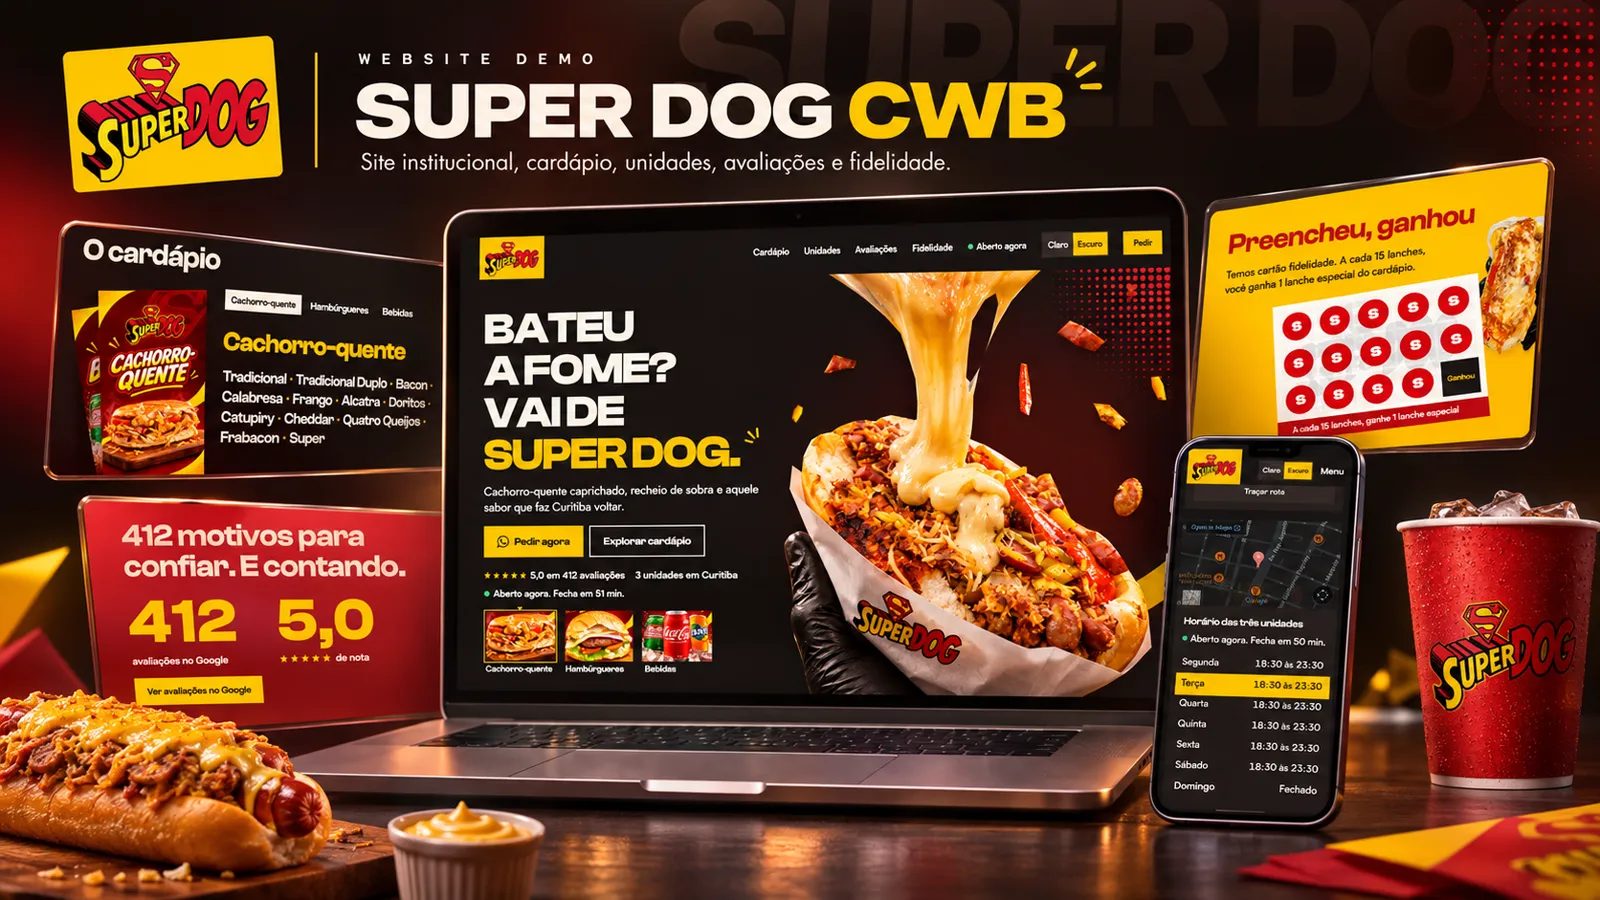 SUPER DOG
SUPERDOG
WEBSITE DEMO
SUPER DOG CWB
Site institucional, cardápio, unidades, avaliações e fidelidade.
O cardápio
SUPERDOG
CACHORRO-
QUENTE
Cachorro-quente Hambúrgueres Bebidas
Cachorro-quente
Tradicional · Tradicional Duplo · Bacon ·
Calabresa · Frango · Alcatra · Doritos ·
Catupiry · Cheddar · Quatro Queijos ·
Frabacon · Super
412 motivos para
confiar. E contando.
412 5,0
avaliações no Google ★★★★★ de nota
Ver avaliações no Google
SUPERDOG
Cardápio Unidades Avaliações Fidelidade Aberto agora Claro Escuro Pedir
BATEU
A FOME?
VAI DE
SUPER DOG.
Cachorro-quente caprichado, recheio de sobra e aquele
sabor que faz Curitiba voltar.
Pedir agora Explorar cardápio
★★★★★ 5,0 em 412 avaliações 3 unidades em Curitiba
Aberto agora. Fecha em 51 min.
Cachorro-quente Hambúrgueres Bebidas
SUPERDOG
Preencheu, ganhou
Temos cartão fidelidade. A cada 15 lanches,
você ganha 1 lanche especial do cardápio.
S S S S S
S S S S S
S S S S Ganhou
A cada 15 lanches, ganhe 1 lanche especial
SUPERDOG Claro Escuro Menu
Traçar rota
Horário das três unidades
Aberto agora. Fecha em 50 min.
Segunda 18:30 às 23:30
Terça 18:30 às 23:30
Quarta 18:30 às 23:30
Quinta 18:30 às 23:30
Sexta 18:30 às 23:30
Sábado 18:30 às 23:30
Domingo Fechado
SUPERDOG